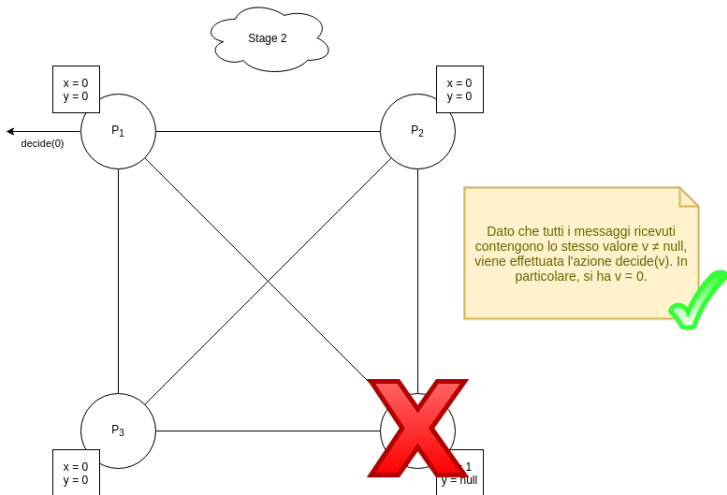 Stage 2
x = 0
y = 0
x = 0
y = 0
P1
P2
decide(0)
Dato che tutti i messaggi ricevuti
contengono lo stesso valore v ≠ null,
viene effettuata l'azione decide(v). In
particolare, si ha v = 0.
P3
x = 0
y = 0
1
y = null